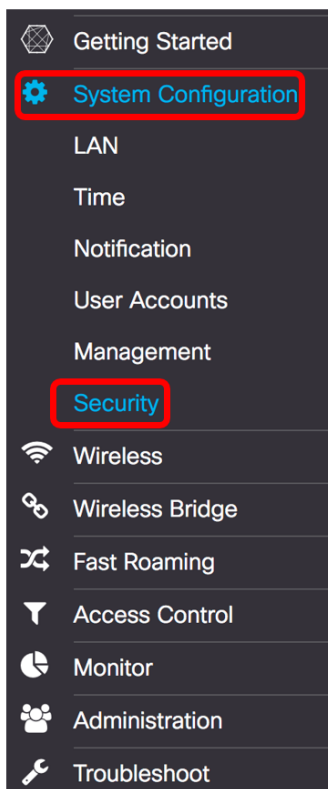 Getting Started
System Configuration
LAN
Time
Notification
User Accounts
Management
Security
Wireless
Wireless Bridge
Fast Roaming
Access Control
Monitor
Administration
Troubleshoot